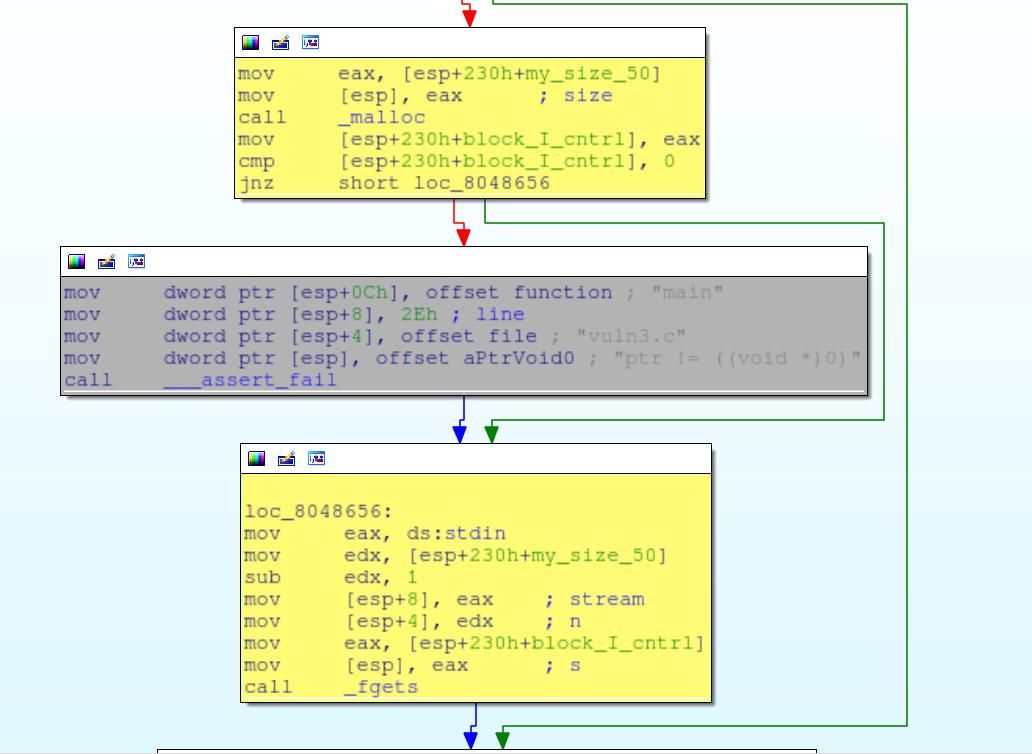 mov eax, [esp+230h+my_size_50]
mov [esp], eax ; size
call _malloc
mov [esp+230h+block_I_cntrl], eax
cmp [esp+230h+block_I_cntrl], 0
jnz short loc_8048656
mov dword ptr [esp+0Ch], offset function ; "main"
mov dword ptr [esp+8], 2Eh ; line
mov dword ptr [esp+4], offset file ; "vuln3.c"
mov dword ptr [esp], offset aPtrVoid0 ; "ptr != ((void *)0)"
call ___assert_fail
loc_8048656:
mov eax, ds:stdin
mov edx, [esp+230h+my_size_50]
sub edx, 1
mov [esp+8], eax ; stream
mov [esp+4], edx ; n
mov eax, [esp+230h+block_I_cntrl]
mov [esp], eax ; s
call _fgets